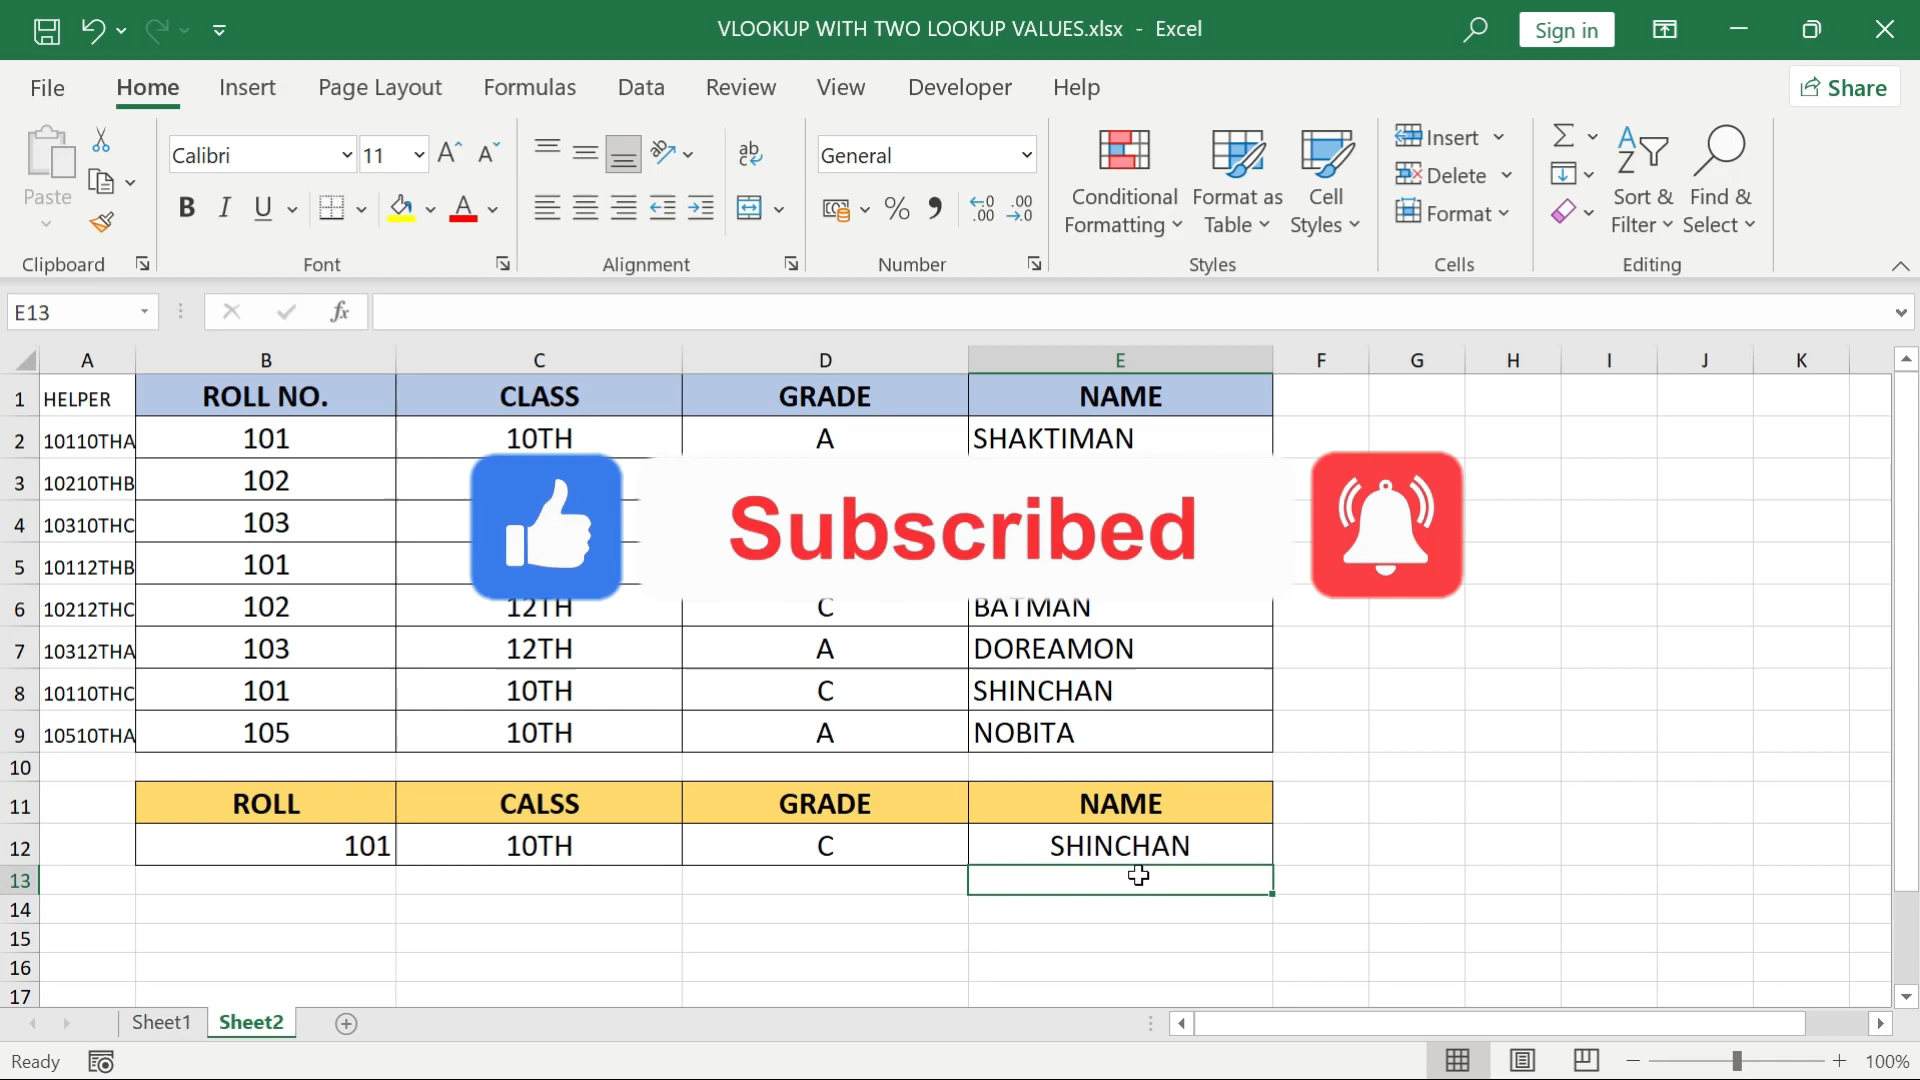 VLOOKUP WITH TWO LOOKUP VALUES.xlsx - Excel
Sign in
File Home Insert Page Layout Formulas Data Review View Developer Help
Share
Paste
Calibri 11
B I U
General
Conditional Formatting
Format as Table
Cell Styles
Insert
Delete
Format
Sort & Filter
Find & Select
Clipboard Font Alignment Number Styles Cells Editing
E13 fx
A B C D E F G H I J K
1 HELPER ROLL NO. CLASS GRADE NAME
2 10110THA 101 10TH A SHAKTIMAN
3 10210THB 102
4 10310THC 103
5 10112THB 101
Subscribed
6 10212THC 102 12TH C BATMAN
7 10312THA 103 12TH A DOREAMON
8 10110THC 101 10TH C SHINCHAN
9 10510THA 105 10TH A NOBITA
10
11 ROLL CALSS GRADE NAME
12 101 10TH C SHINCHAN
13
14
15
16
17
Sheet1 Sheet2
Ready 100%